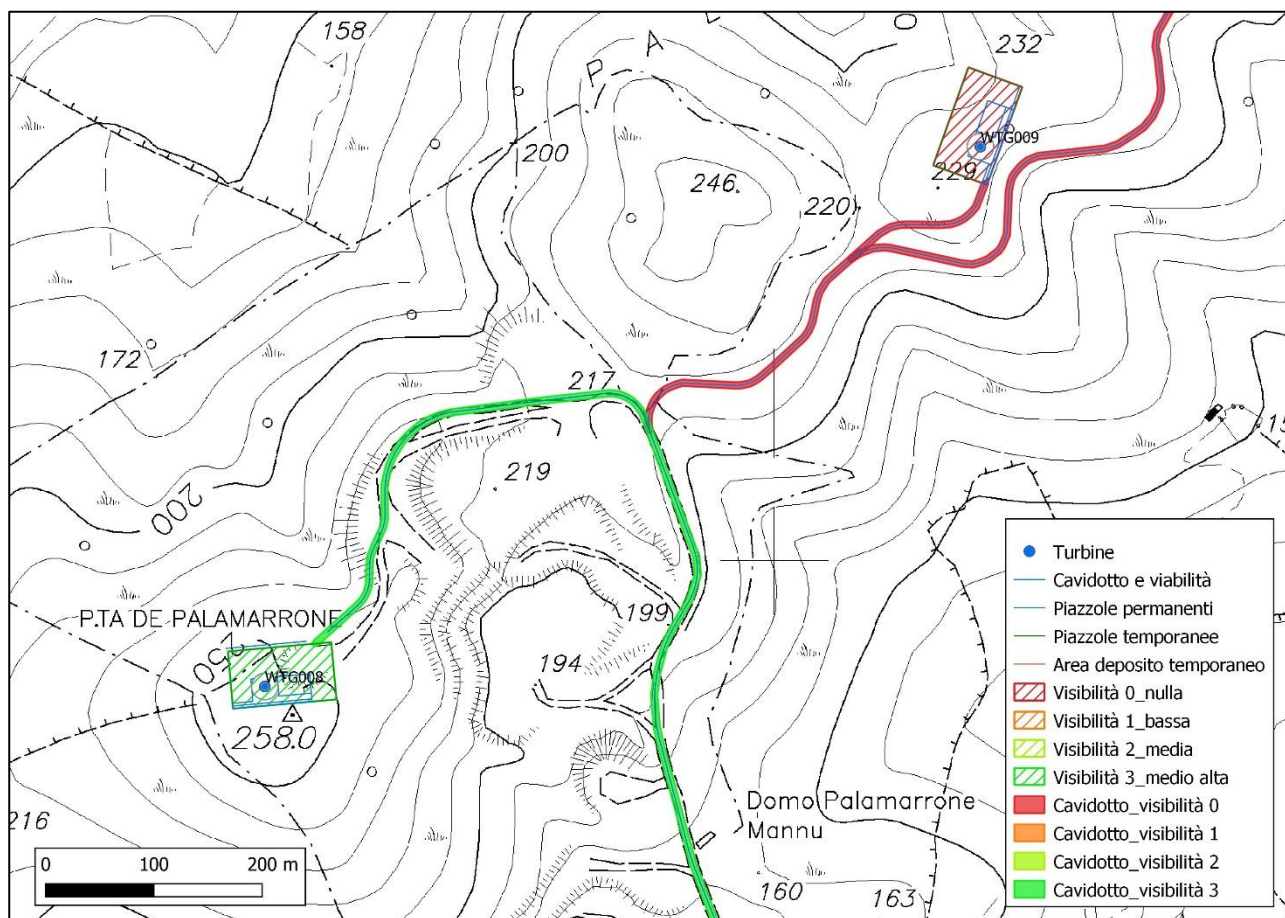 158
232
P A
200
WTG009
229
246
220
172
217
200
219
P.TA DE PALAMARRONE
199
250
WTG008
194
258.0
Domo Palamarrone
Mannu
216
160
163
0 100 200 m
Turbine
Cavidotto e viabilità
Piazzole permanenti
Piazzole temporanee
Area deposito temporaneo
Visibilità 0_nulla
Visibilità 1_bassa
Visibilità 2_media
Visibilità 3_medio alta
Cavidotto_visibilità 0
Cavidotto_visibilità 1
Cavidotto_visibilità 2
Cavidotto_visibilità 3